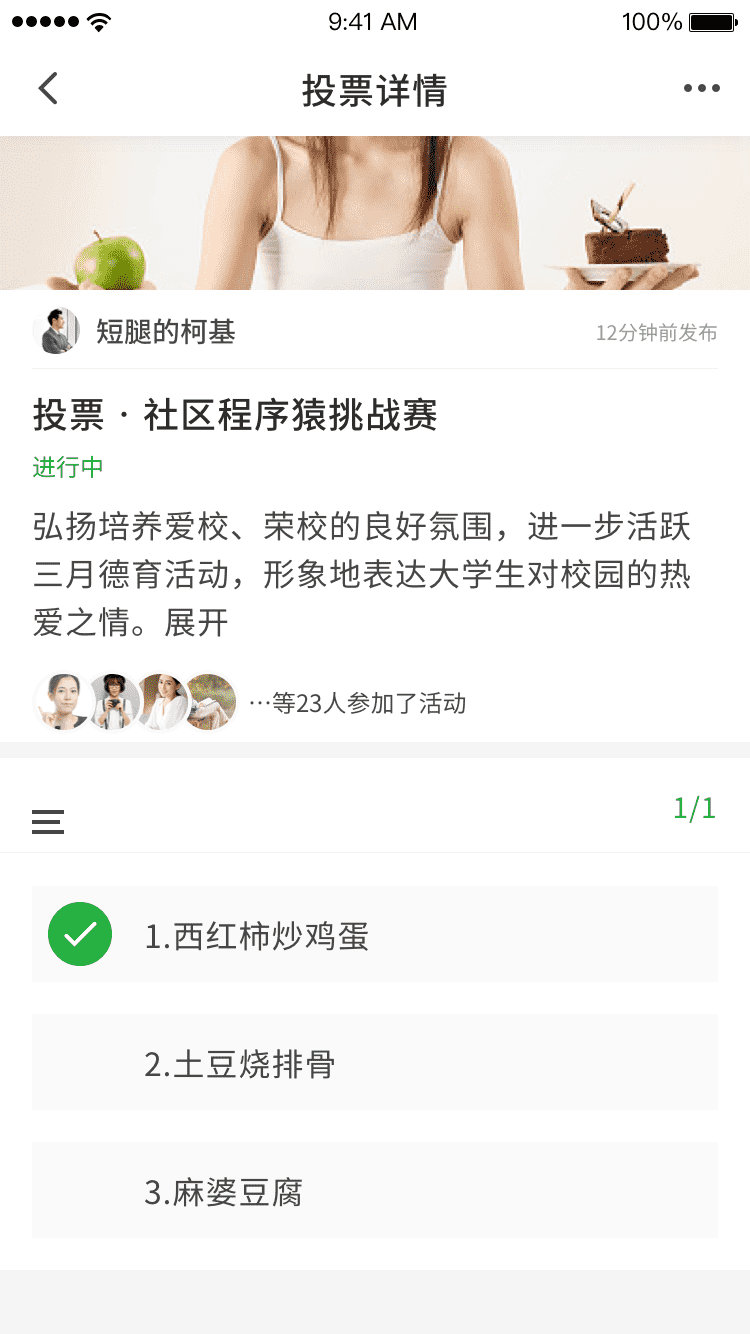 9:41 AM
100%
投票详情
短腿的柯基
12分钟前发布
投票 · 社区程序猿挑战赛
进行中
弘扬培养爱校、荣校的良好氛围，进一步活跃
三月德育活动，形象地表达大学生对校园的热
爱之情。展开
…等23人参加了活动
1/1
1.西红柿炒鸡蛋
2.土豆烧排骨
3.麻婆豆腐